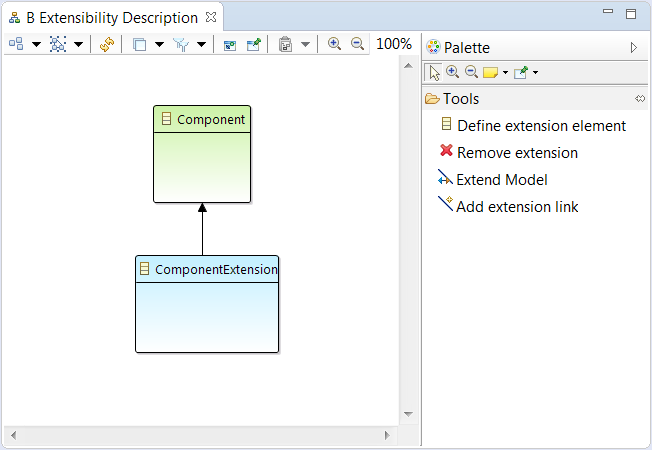 B Extensibility Description
100%
Component
ComponentExtension
Palette
Tools
Define extension element
Remove extension
Extend Model
Add extension link